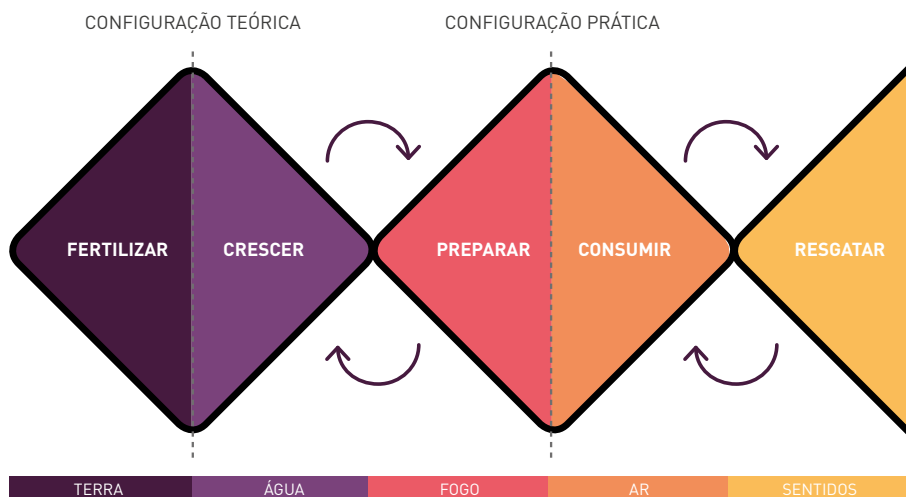 CONFIGURAÇÃO TEÓRICA
CONFIGURAÇÃO PRÁTICA
FERTILIZAR
CRESCER
PREPARAR
CONSUMIR
RESGATAR
TERRA
ÁGUA
FOGO
AR
SENTIDOS